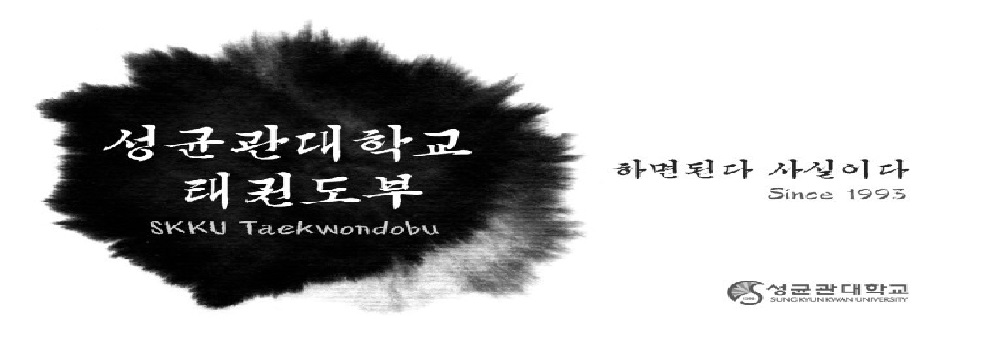 성균관대학교
태권도부
SKKU Taekwondobu
하면된다 사실이다
Since 1993
성균관대학교
SUNGKYUNKWAN UNIVERSITY